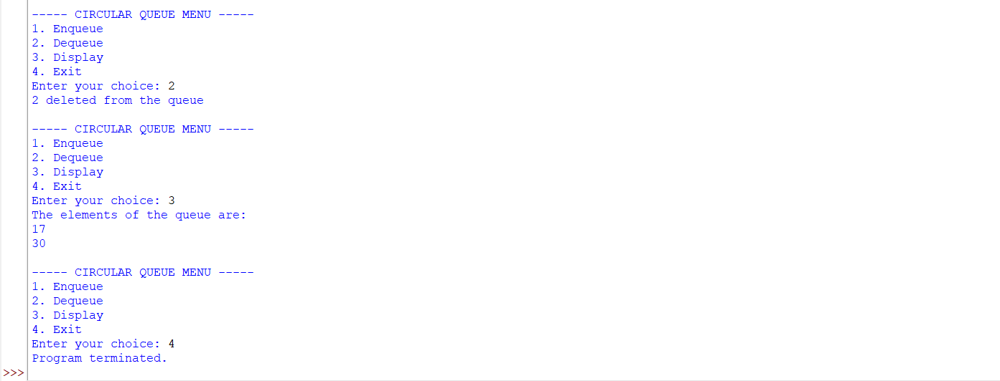 ----- CIRCULAR QUEUE MENU -----
1. Enqueue
2. Dequeue
3. Display
4. Exit
Enter your choice: 2
2 deleted from the queue

----- CIRCULAR QUEUE MENU -----
1. Enqueue
2. Dequeue
3. Display
4. Exit
Enter your choice: 3
The elements of the queue are:
17
30

----- CIRCULAR QUEUE MENU -----
1. Enqueue
2. Dequeue
3. Display
4. Exit
Enter your choice: 4
Program terminated.
>>>